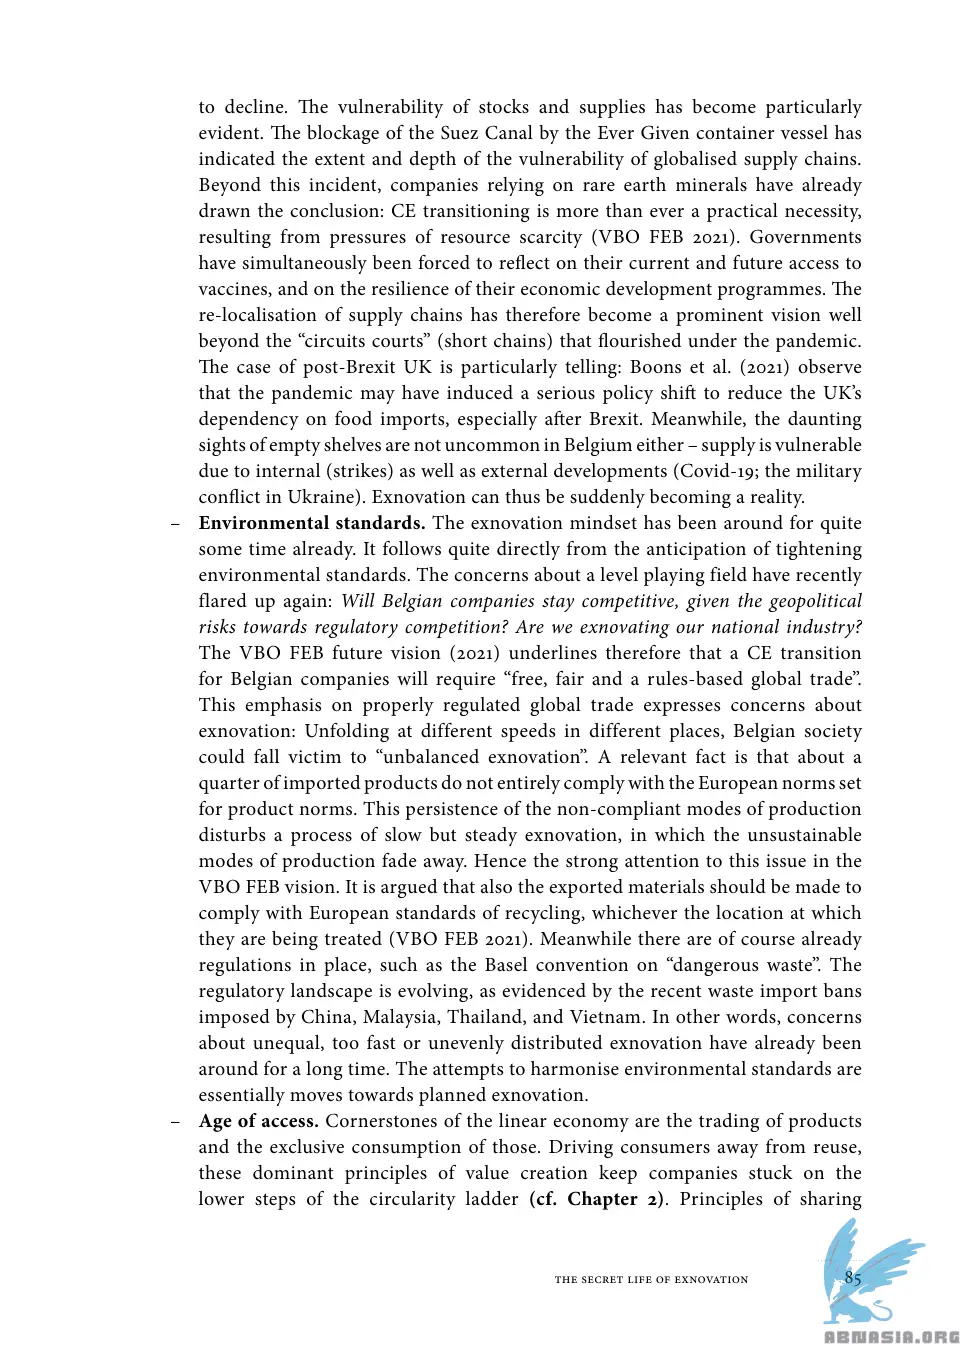 to decline. The vulnerability of stocks and supplies has become particularly
evident. The blockage of the Suez Canal by the Ever Given container vessel has
indicated the extent and depth of the vulnerability of globalised supply chains.
Beyond this incident, companies relying on rare earth minerals have already
drawn the conclusion: CE transitioning is more than ever a practical necessity,
resulting from pressures of resource scarcity (VBO FEB 2021). Governments
have simultaneously been forced to reflect on their current and future access to
vaccines, and on the resilience of their economic development programmes. The
re-localisation of supply chains has therefore become a prominent vision well
beyond the “circuits courts” (short chains) that flourished under the pandemic.
The case of post-Brexit UK is particularly telling: Boons et al. (2021) observe
that the pandemic may have induced a serious policy shift to reduce the UK’s
dependency on food imports, especially after Brexit. Meanwhile, the daunting
sights of empty shelves are not uncommon in Belgium either – supply is vulnerable
due to internal (strikes) as well as external developments (Covid-19; the military
conflict in Ukraine). Exnovation can thus be suddenly becoming a reality.
– Environmental standards. The exnovation mindset has been around for quite
some time already. It follows quite directly from the anticipation of tightening
environmental standards. The concerns about a level playing field have recently
flared up again: Will Belgian companies stay competitive, given the geopolitical
risks towards regulatory competition? Are we exnovating our national industry?
The VBO FEB future vision (2021) underlines therefore that a CE transition
for Belgian companies will require “free, fair and a rules-based global trade”.
This emphasis on properly regulated global trade expresses concerns about
exnovation: Unfolding at different speeds in different places, Belgian society
could fall victim to “unbalanced exnovation”. A relevant fact is that about a
quarter of imported products do not entirely comply with the European norms set
for product norms. This persistence of the non-compliant modes of production
disturbs a process of slow but steady exnovation, in which the unsustainable
modes of production fade away. Hence the strong attention to this issue in the
VBO FEB vision. It is argued that also the exported materials should be made to
comply with European standards of recycling, whichever the location at which
they are being treated (VBO FEB 2021). Meanwhile there are of course already
regulations in place, such as the Basel convention on “dangerous waste”. The
regulatory landscape is evolving, as evidenced by the recent waste import bans
imposed by China, Malaysia, Thailand, and Vietnam. In other words, concerns
about unequal, too fast or unevenly distributed exnovation have already been
around for a long time. The attempts to harmonise environmental standards are
essentially moves towards planned exnovation.
– Age of access. Cornerstones of the linear economy are the trading of products
and the exclusive consumption of those. Driving consumers away from reuse,
these dominant principles of value creation keep companies stuck on the
lower steps of the circularity ladder (cf. Chapter 2). Principles of sharing
THE SECRET LIFE OF EXNOVATION 85
ABNASIA.ORG